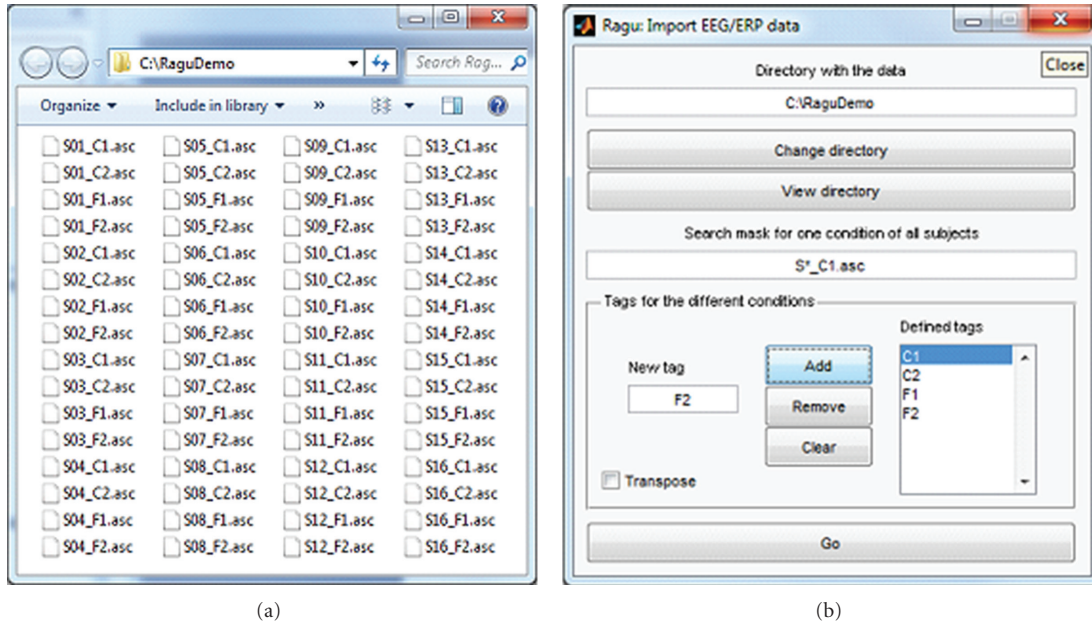 C:\RaguDemo
Search Rag...
Organize
Include in library
»
S01_C1.asc S05_C1.asc S09_C1.asc S13_C1.asc
S01_C2.asc S05_C2.asc S09_C2.asc S13_C2.asc
S01_F1.asc S05_F1.asc S09_F1.asc S13_F1.asc
S01_F2.asc S05_F2.asc S09_F2.asc S13_F2.asc
S02_C1.asc S06_C1.asc S10_C1.asc S14_C1.asc
S02_C2.asc S06_C2.asc S10_C2.asc S14_C2.asc
S02_F1.asc S06_F1.asc S10_F1.asc S14_F1.asc
S02_F2.asc S06_F2.asc S10_F2.asc S14_F2.asc
S03_C1.asc S07_C1.asc S11_C1.asc S15_C1.asc
S03_C2.asc S07_C2.asc S11_C2.asc S15_C2.asc
S03_F1.asc S07_F1.asc S11_F1.asc S15_F1.asc
S03_F2.asc S07_F2.asc S11_F2.asc S15_F2.asc
S04_C1.asc S08_C1.asc S12_C1.asc S16_C1.asc
S04_C2.asc S08_C2.asc S12_C2.asc S16_C2.asc
S04_F1.asc S08_F1.asc S12_F1.asc S16_F1.asc
S04_F2.asc S08_F2.asc S12_F2.asc S16_F2.asc
(a)
Ragu: Import EEG/ERP data
Close
Directory with the data
C:\RaguDemo
Change directory
View directory
Search mask for one condition of all subjects
S*_C1.asc
Tags for the different conditions
Defined tags
New tag
F2
Add
Remove
Clear
C1
C2
F1
F2
Transpose
Go
(b)